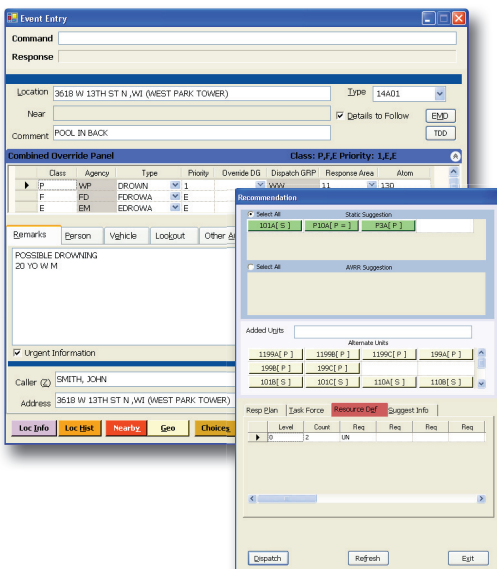 Event Entry
Command
Response
Location 3618 W 13TH ST N ,WI (WEST PARK TOWER) Type 14A01
Near Details to Follow EMD
Comment POOL IN BACK TDD
Combined Override Panel Class: P,F,E Priority: 1,E,E
Class Agency Type Priority Override DG Dispatch GRP Response Area Atom
P WP DROWN 1 WW 11 130
F FD FDROWA E
E EM EDROWA E
Remarks Person Vehicle Lookout Other
POSSIBLE DROWNING
20 YO W M
Urgent Information
Caller (Z) SMITH, JOHN
Address 3618 W 13TH ST N ,WI (WEST PARK TOWER)
Loc Info Loc Hist Nearby Geo Choices
Recommendation
Select All Static Suggestion
101A[ S ] P10A[ P = ] P3A[ P ]
Select All AVRR Suggestion
Added Units
Alternate Units
1199A[ P ] 1199B[ P ] 1199C[ P ] 199A[ P ]
199B[ P ] 199C[ P ]
101B[ S ] 101C[ S ] 110A[ S ] 110B[ S ]
Resp Plan Task Force Resource Def Suggest Info
Level Count Req Req Req Req
0 2 UN
Dispatch Refresh Exit